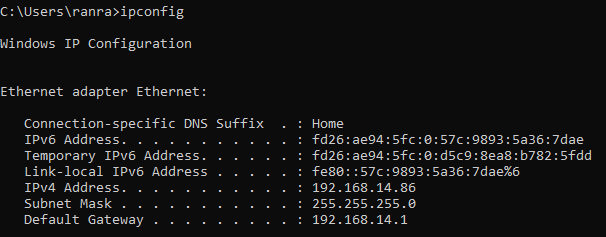 C:\Users\ranra>ipconfig
Windows IP Configuration
Ethernet adapter Ethernet:
Connection-specific DNS Suffix  . : Home
IPv6 Address. . . . . . . . . . . : fd26:ae94:5fc:0:57c:9893:5a36:7dae
Temporary IPv6 Address. . . . . . : fd26:ae94:5fc:0:d5c9:8ea8:b782:5fdd
Link-local IPv6 Address . . . . . : fe80::57c:9893:5a36:7dae%6
IPv4 Address. . . . . . . . . . . : 192.168.14.86
Subnet Mask . . . . . . . . . . . : 255.255.255.0
Default Gateway . . . . . . . . . : 192.168.14.1